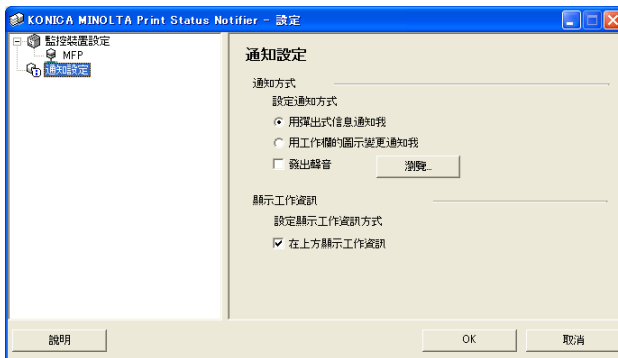 KONICA MINOLTA Print Status Notifier - 設定
監控裝置設定
MFP
通知設定
通知設定
通知方式
設定通知方式
用彈出式信息通知我
用工作欄的圖示變更通知我
發出聲音
瀏覽...
顯示工作資訊
設定顯示工作資訊方式
在上方顯示工作資訊
說明
OK
取消